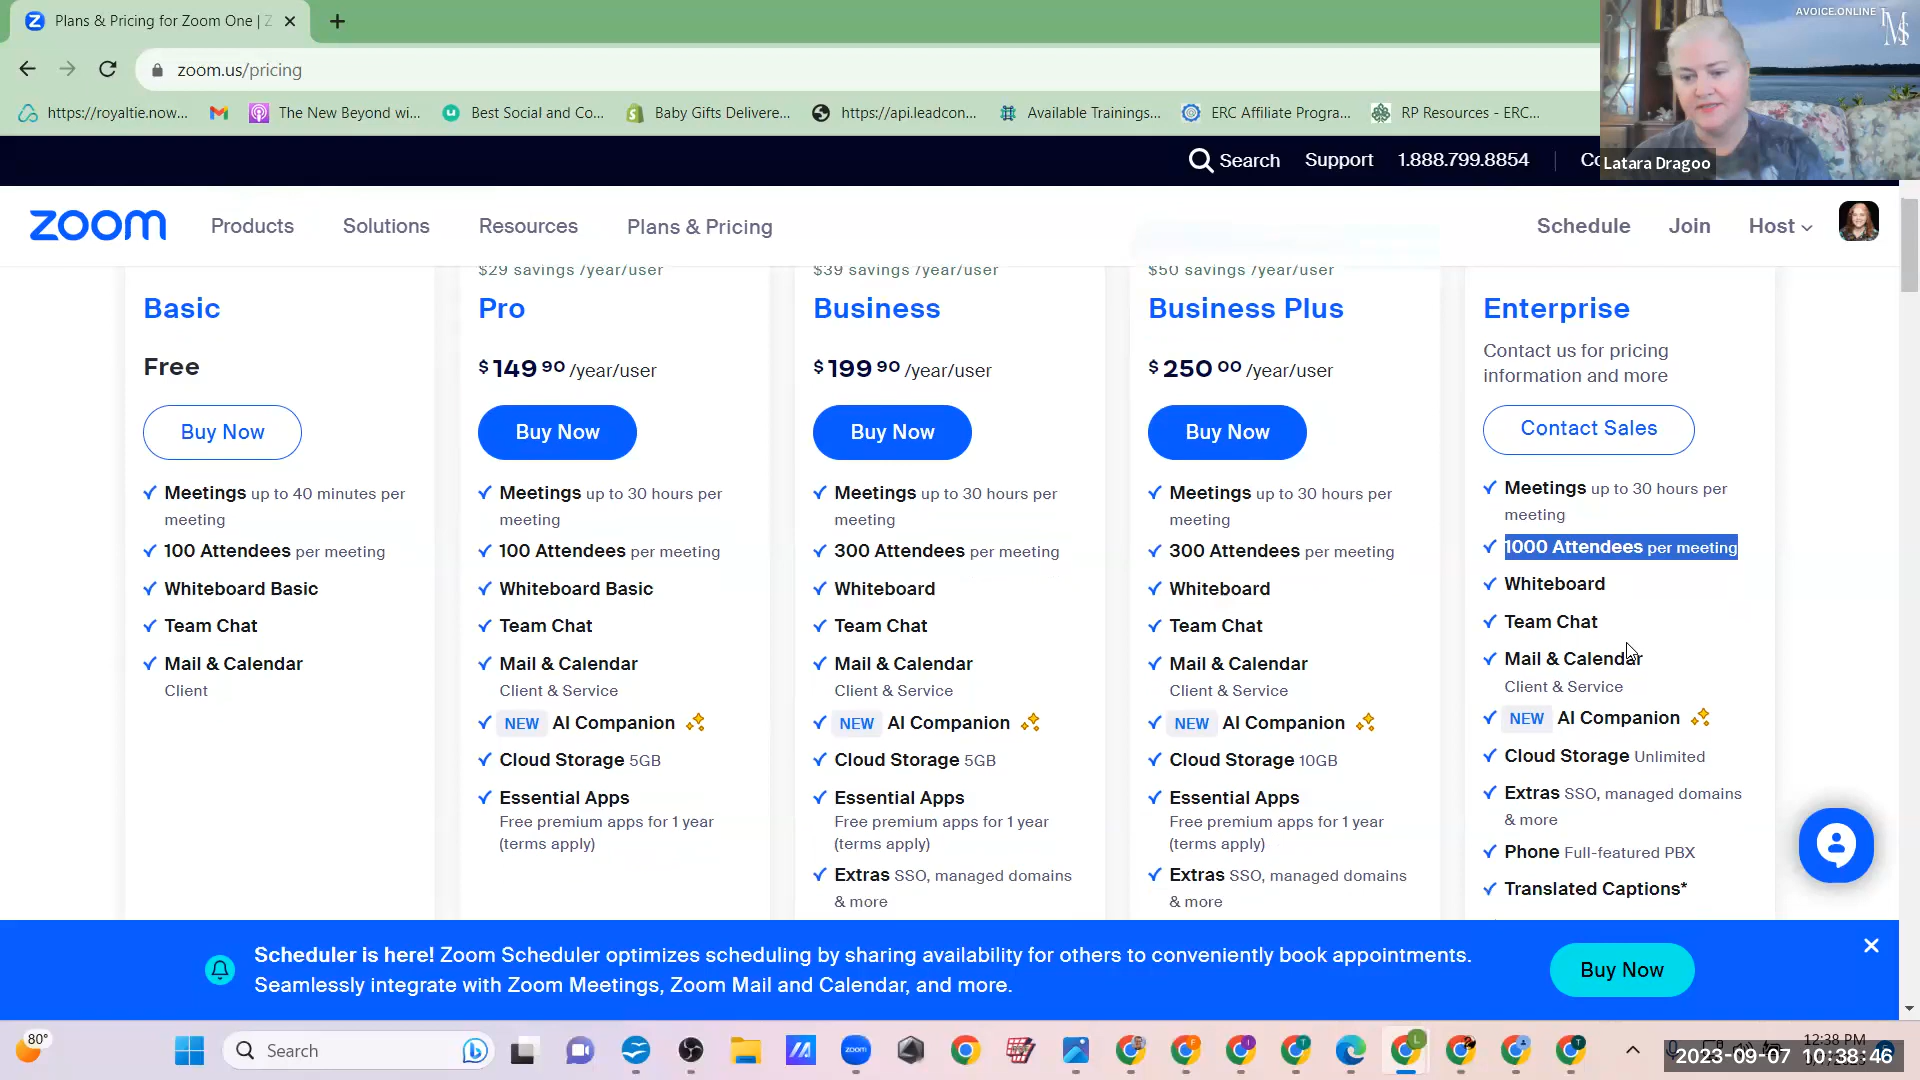 Plans & Pricing for Zoom One | Z
AVOICE.ONLINE
zoom.us/pricing
https://royaltie.now...
The New Beyond wi...
Best Social and Co...
Baby Gifts Delivere...
https://api.leadcon...
Available Trainings...
ERC Affiliate Progra...
RP Resources - ERC...
Search
Support
1.888.799.8854
Co
Latara Dragoo
zoom
Products
Solutions
Resources
Plans & Pricing
Schedule
Join
Host
Basic
Free
Buy Now
Meetings up to 40 minutes per
meeting
100 Attendees per meeting
Whiteboard Basic
Team Chat
Mail & Calendar
Client
$29 savings /year/user
Pro
$149 90 /year/user
Buy Now
Meetings up to 30 hours per
meeting
100 Attendees per meeting
Whiteboard Basic
Team Chat
Mail & Calendar
Client & Service
NEW AI Companion
Cloud Storage 5GB
Essential Apps
Free premium apps for 1 year
(terms apply)
$39 savings /year/user
Business
$199 90 /year/user
Buy Now
Meetings up to 30 hours per
meeting
300 Attendees per meeting
Whiteboard
Team Chat
Mail & Calendar
Client & Service
NEW AI Companion
Cloud Storage 5GB
Essential Apps
Free premium apps for 1 year
(terms apply)
Extras SSO, managed domains
& more
$50 savings /year/user
Business Plus
$250 00 /year/user
Buy Now
Meetings up to 30 hours per
meeting
300 Attendees per meeting
Whiteboard
Team Chat
Mail & Calendar
Client & Service
NEW AI Companion
Cloud Storage 10GB
Essential Apps
Free premium apps for 1 year
(terms apply)
Extras SSO, managed domains
& more
Enterprise
Contact us for pricing
information and more
Contact Sales
Meetings up to 30 hours per
meeting
1000 Attendees per meeting
Whiteboard
Team Chat
Mail & Calendar
Client & Service
NEW AI Companion
Cloud Storage Unlimited
Extras SSO, managed domains
& more
Phone Full-featured PBX
Translated Captions*
Scheduler is here! Zoom Scheduler optimizes scheduling by sharing availability for others to conveniently book appointments.
Seamlessly integrate with Zoom Meetings, Zoom Mail and Calendar, and more.
Buy Now
80°
Search
zoom
12:38 PM
2023-09-07 10:38:46